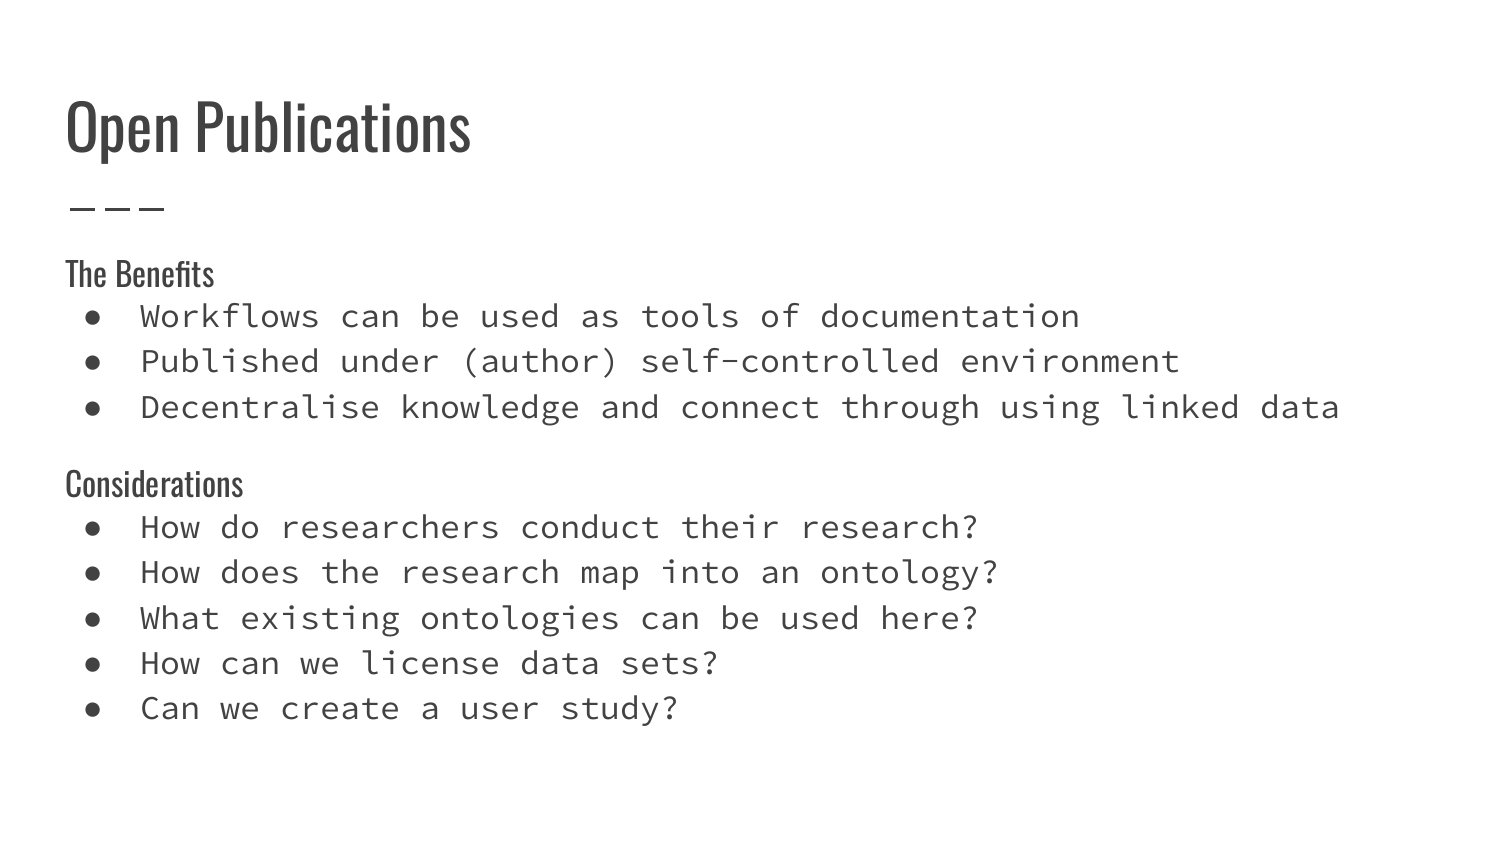 Open Publications
The Benefits
● Workflows can be used as tools of documentation
● Published under (author) self-controlled environment
● Decentralise knowledge and connect through using linked data
Considerations
● How do researchers conduct their research?
● How does the research map into an ontology?
● What existing ontologies can be used here?
● How can we license data sets?
● Can we create a user study?